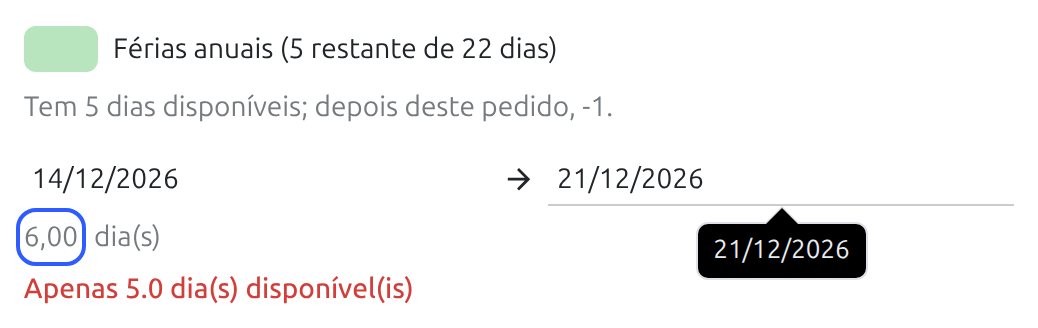 Férias anuais (5 restante de 22 dias)
Tem 5 dias disponíveis; depois deste pedido, -1.
14/12/2026 → 21/12/2026
6,00 dia(s)
21/12/2026
Apenas 5.0 dia(s) disponível(is)